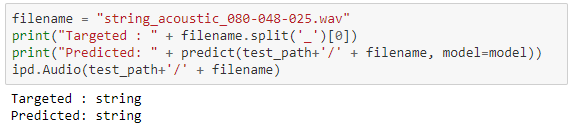 filename = "string_acoustic_080-048-025.wav"
print("Targeted : " + filename.split('_')[0])
print("Predicted: " + predict(test_path+'/' + filename, model=model))
ipd.Audio(test_path+'/' + filename)
Targeted : string
Predicted: string